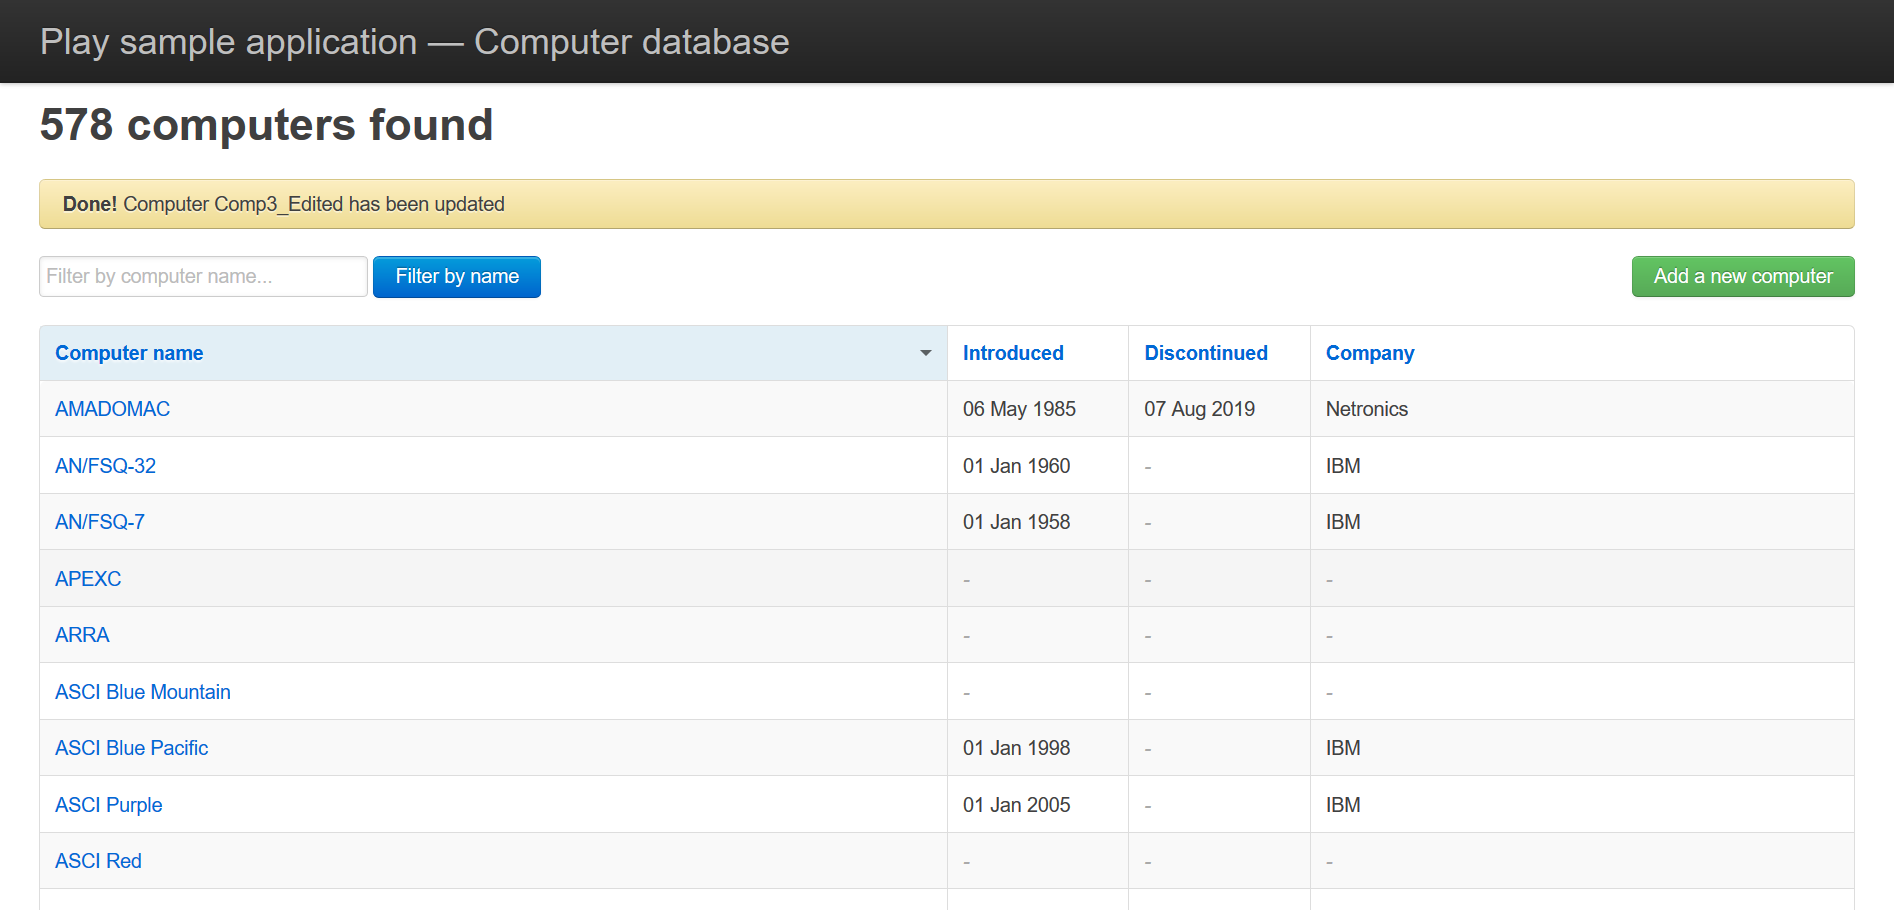 Play sample application — Computer database
578 computers found
Done! Computer Comp3_Edited has been updated
Filter by computer name... Filter by name Add a new computer
Computer name Introduced Discontinued Company
AMADOMAC 06 May 1985 07 Aug 2019 Netronics
AN/FSQ-32 01 Jan 1960 - IBM
AN/FSQ-7 01 Jan 1958 - IBM
APEXC - - -
ARRA - - -
ASCI Blue Mountain - - -
ASCI Blue Pacific 01 Jan 1998 - IBM
ASCI Purple 01 Jan 2005 - IBM
ASCI Red - - -